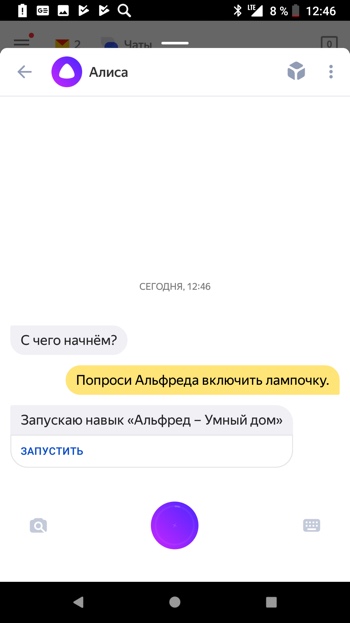 LTE 8 % 12:46
2 Чаты 0
Алиса
СЕГОДНЯ, 12:46
С чего начнём?
Попроси Альфреда включить лампочку.
Запускаю навык «Альфред – Умный дом»
ЗАПУСТИТЬ